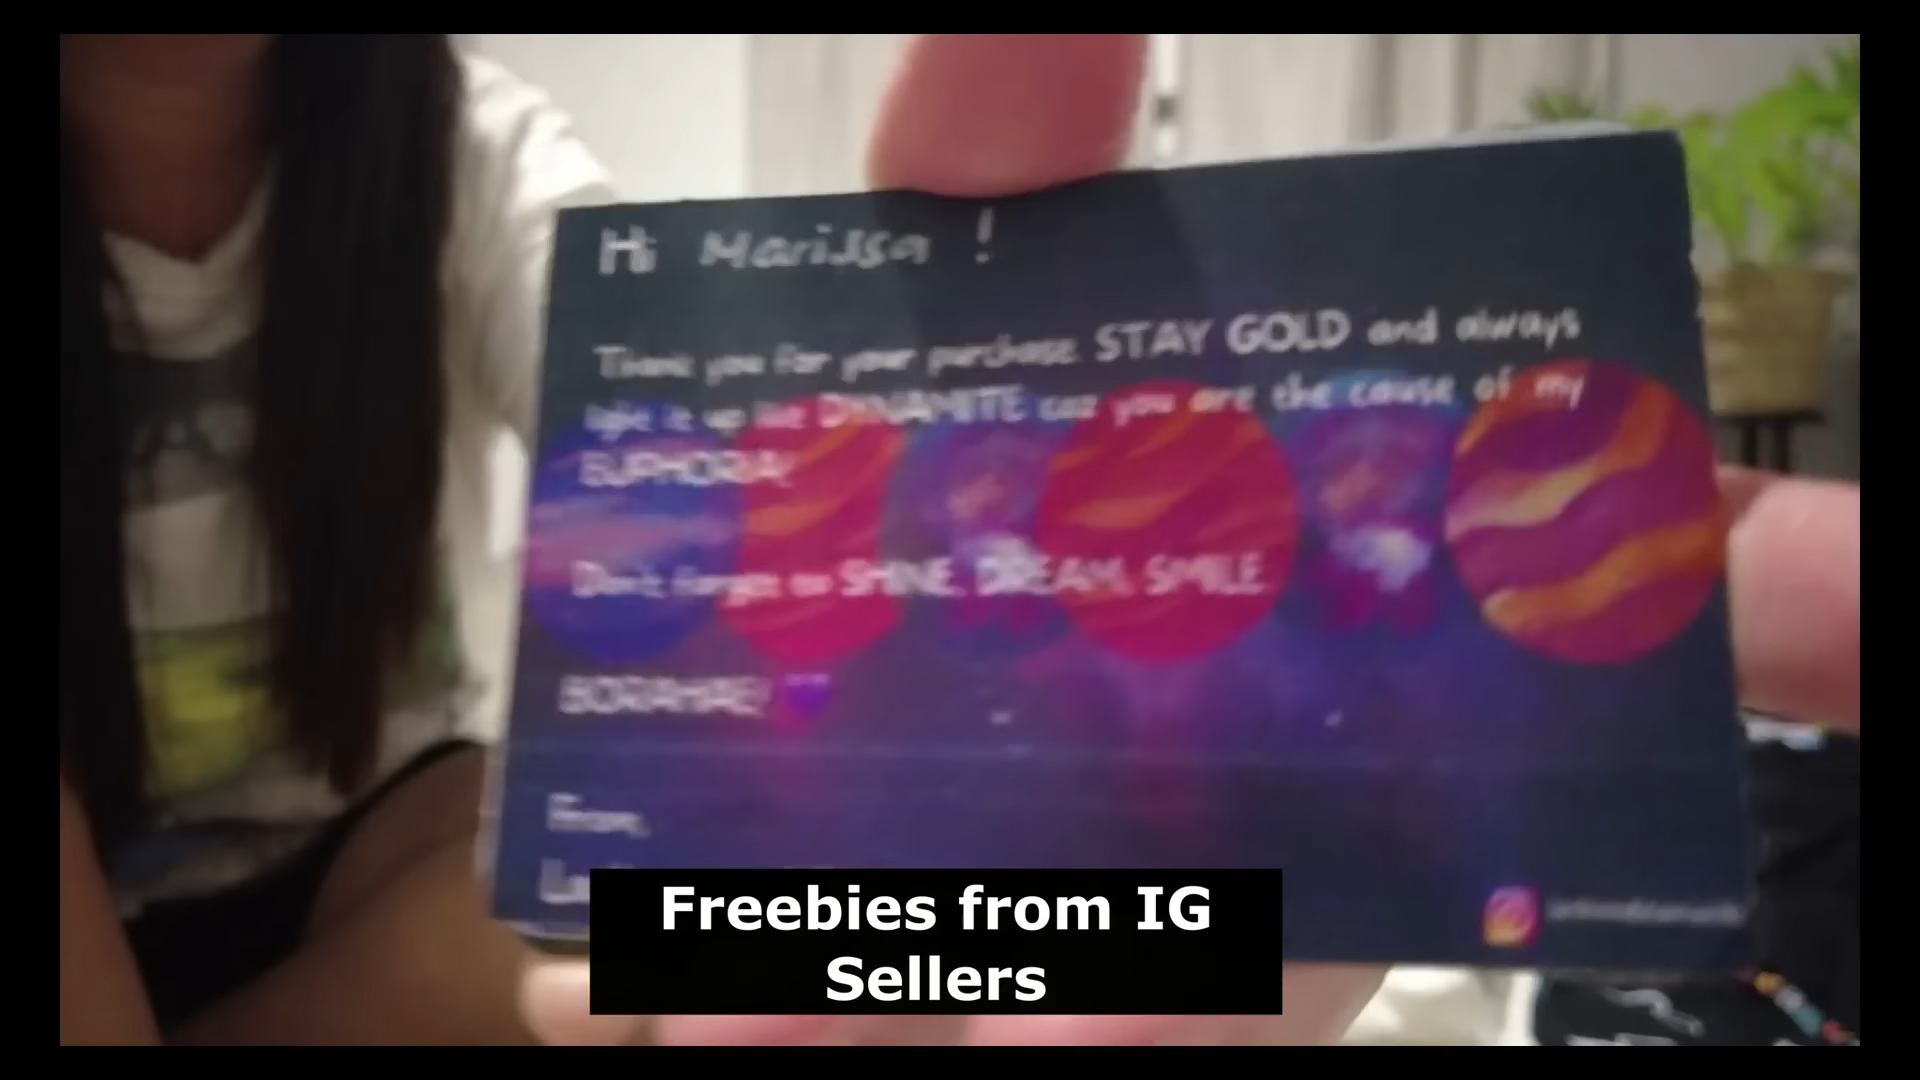 Hi Marissa !
Thank you for your purchase. STAY GOLD and always
light it up like DYNAMITE cuz you are the cause of my
EUPHORIA!
Don't forget to SHINE, DREAM, SMILE.
BORAHAE! 💜
From,
Freebies from IG
Sellers